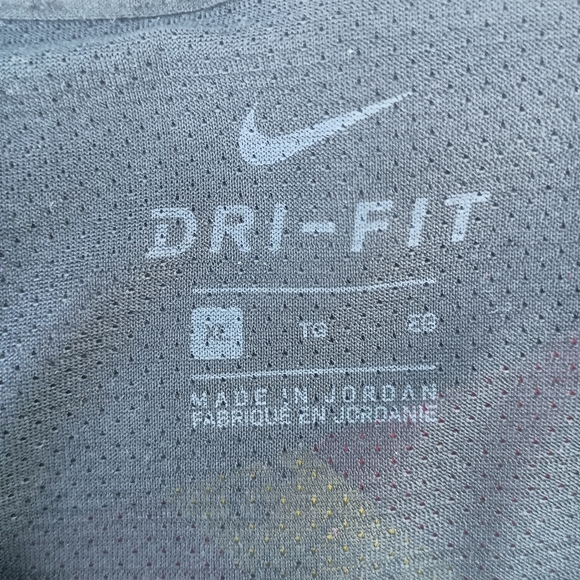 DRI-FIT
XL TG EG
MADE IN JORDAN
FABRIQUÉ EN JORDANIE